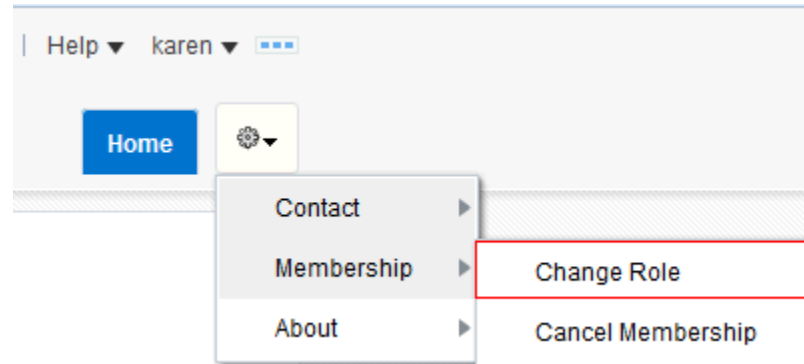 Help karen
Home
Contact
Membership Change Role
About Cancel Membership